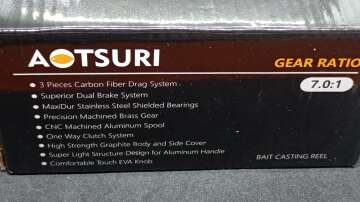 AOTSURI
GEAR RATIO
7.0:1
• 3 Pieces Carbon Fiber Drag System
• Superior Dual Brake System
• MaxiDur Stainless Steel Shielded Bearings
• Precision Machined Brass Gear
• CNC Machined Aluminum Spool
• One Way Clutch System
• High Strength Graphite Body and Side Cover
• Super Light Structure Design for Aluminum Handle
• Comfortable Touch EVA Knob
BAIT CASTING REEL